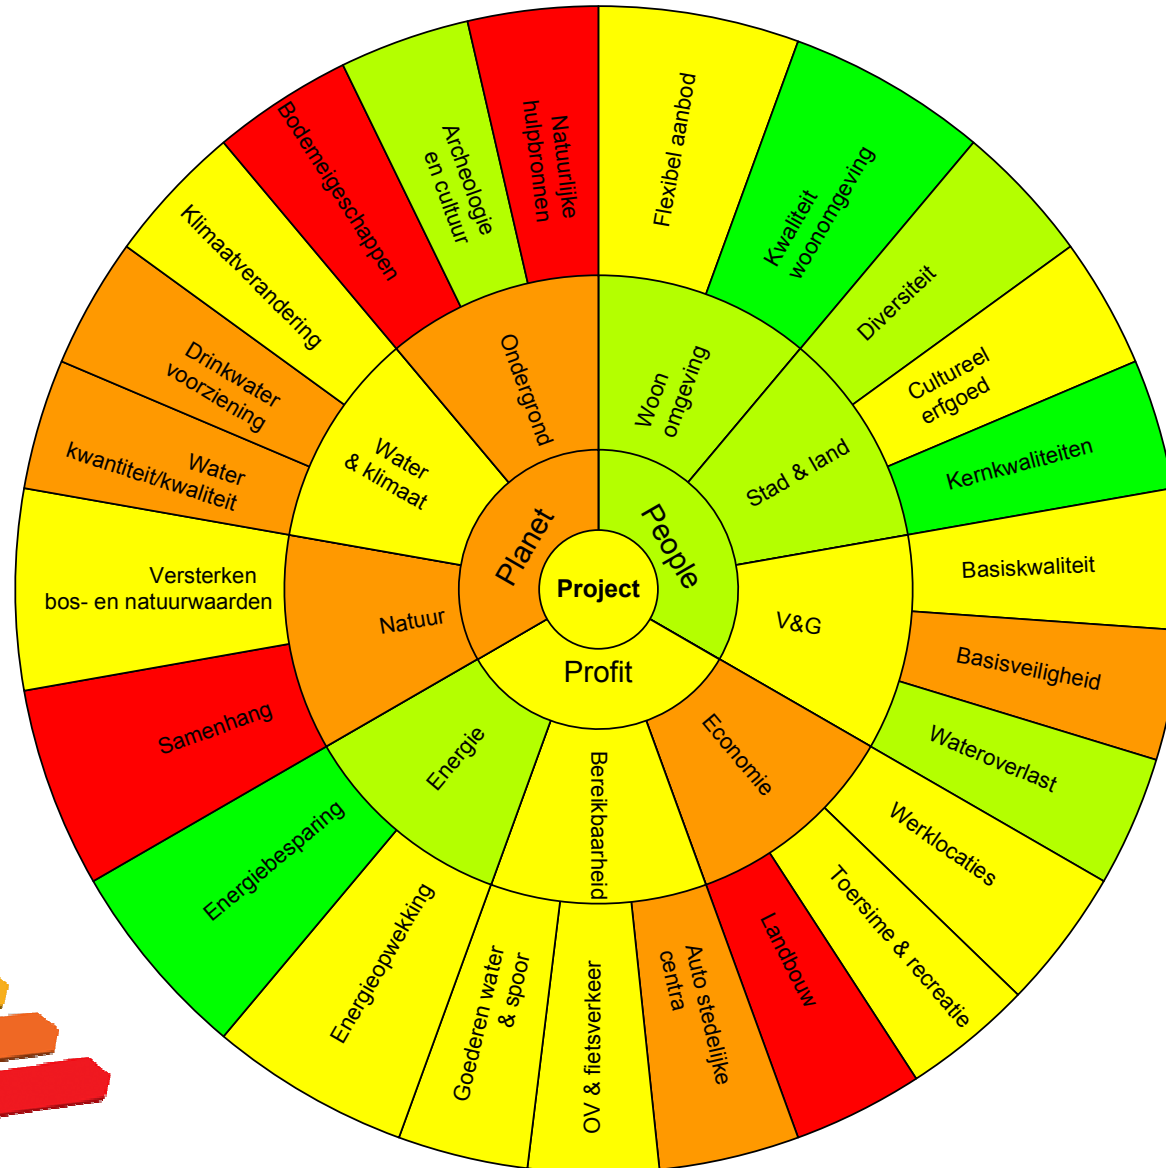 Project
People
Profit
Planet
Woon
omgeving
Stad & land
V&G
Economie
Bereikbaarheid
Energie
Natuur
Water
& klimaat
Ondergrond
Flexibel aanbod
Kwaliteit
woonomgeving
Diversiteit
Cultureel
erfgoed
Kernkwaliteiten
Basiskwaliteit
Basisveiligheid
Wateroverlast
Werklocaties
Toersime & recreatie
Landbouw
Auto stedelijke
centra
OV & fietsverkeer
Goederen water
& spoor
Energieopwekking
Energiebesparing
Samenhang
Versterken
bos- en natuurwaarden
Water
kwantiteit/kwaliteit
Drinkwater
voorziening
Klimaatverandering
Bodemeigeschappen
Archeologie
en cultuur
Natuurlijke
hulpbronnen